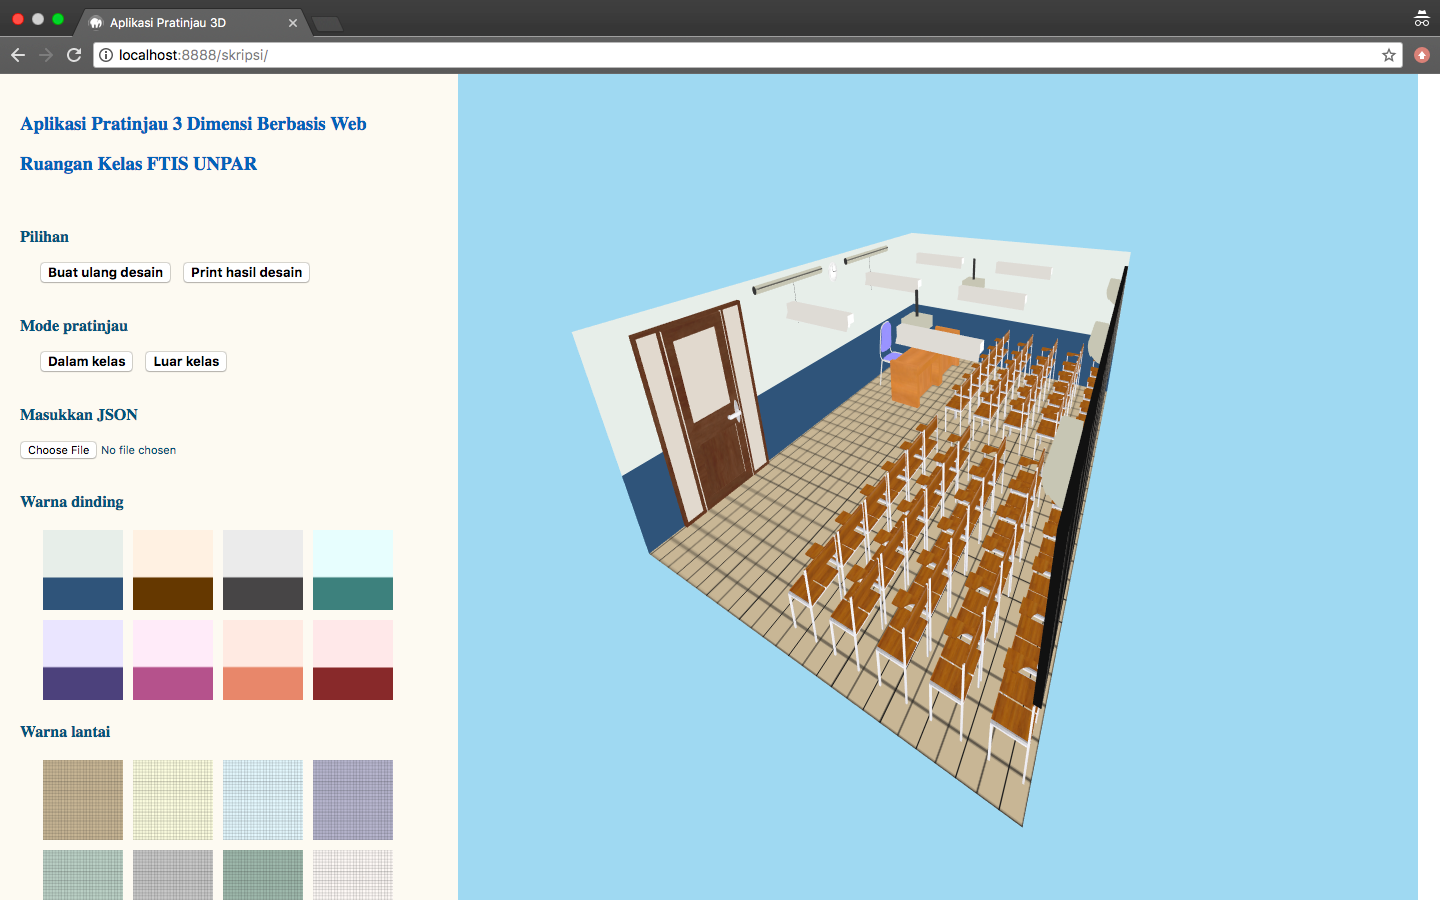 Aplikasi Pratinjau 3D
localhost:8888/skripsi/
Aplikasi Pratinjau 3 Dimensi Berbasis Web
Ruangan Kelas FTIS UNPAR
Pilihan
Buat ulang desain
Print hasil desain
Mode pratinjau
Dalam kelas
Luar kelas
Masukkan JSON
Choose File No file chosen
Warna dinding
Warna lantai